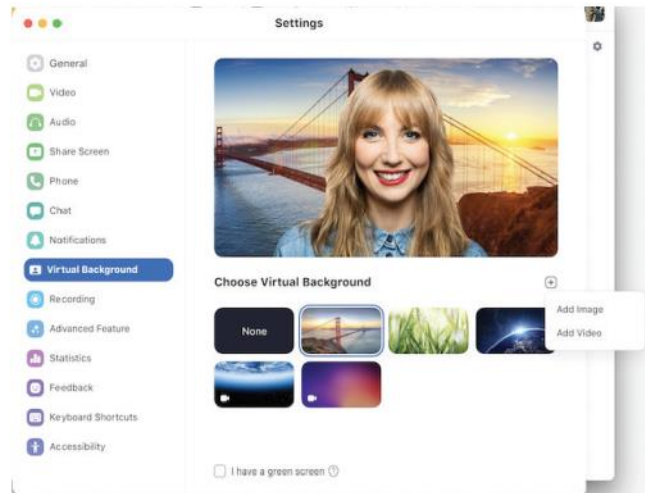 Settings
General
Video
Audio
Share Screen
Phone
Chat
Notifications
Virtual Background
Recording
Advanced Feature
Statistics
Feedback
Keyboard Shortcuts
Accessibility
Choose Virtual Background
Add Image
Add Video
None
I have a green screen ?